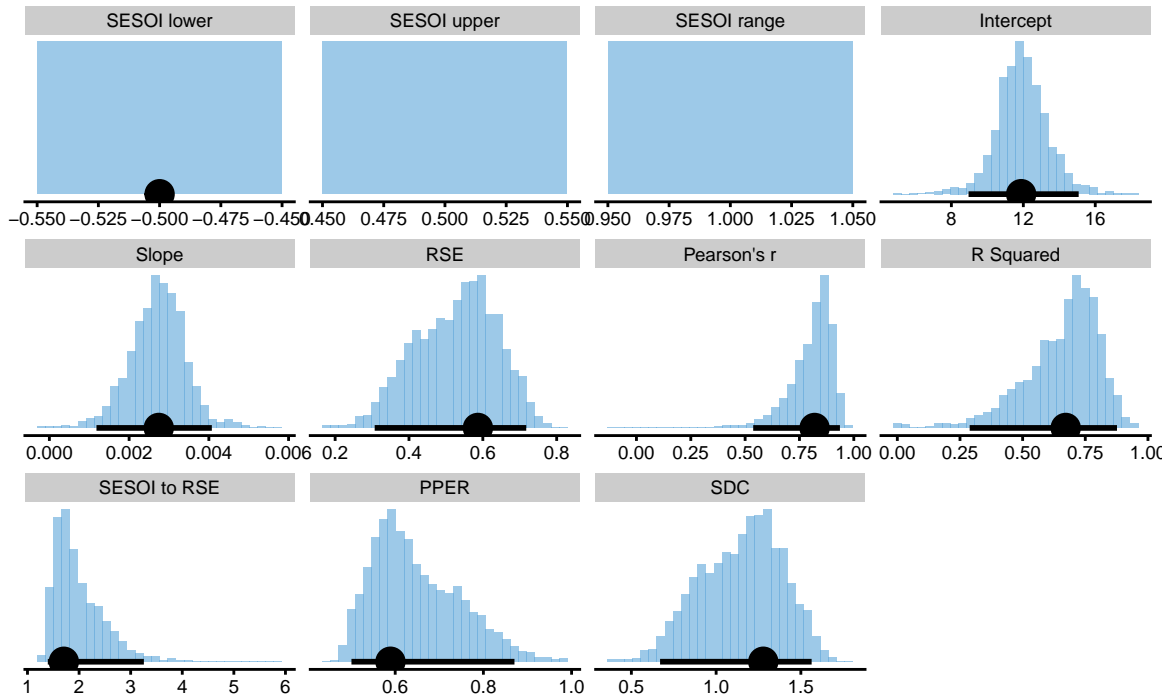 SESOI lower
SESOI upper
SESOI range
Intercept
−0.550 −0.525 −0.500 −0.475 −0.450
0.450 0.475 0.500 0.525 0.550
0.950 0.975 1.000 1.025 1.050
8 12 16
Slope
RSE
Pearson's r
R Squared
0.000 0.002 0.004 0.006
0.2 0.4 0.6 0.8
0.00 0.25 0.50 0.75 1.00
0.00 0.25 0.50 0.75 1.00
SESOI to RSE
PPER
SDC
1 2 3 4 5 6
0.6 0.8 1.0
0.5 1.0 1.5